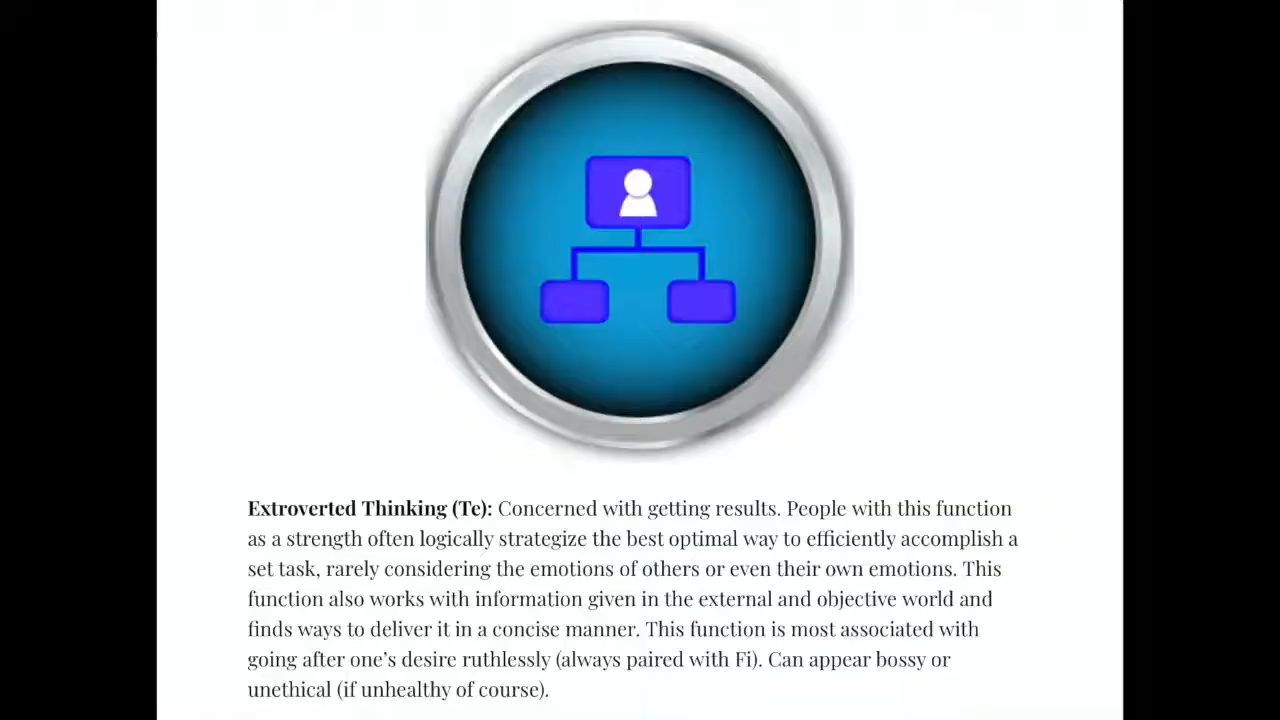 Extroverted Thinking (Te): Concerned with getting results. People with this function
as a strength often logically strategize the best optimal way to efficiently accomplish a
set task, rarely considering the emotions of others or even their own emotions. This
function also works with information given in the external and objective world and
finds ways to deliver it in a concise manner. This function is most associated with
going after one’s desire ruthlessly (always paired with Fi). Can appear bossy or
unethical (if unhealthy of course).